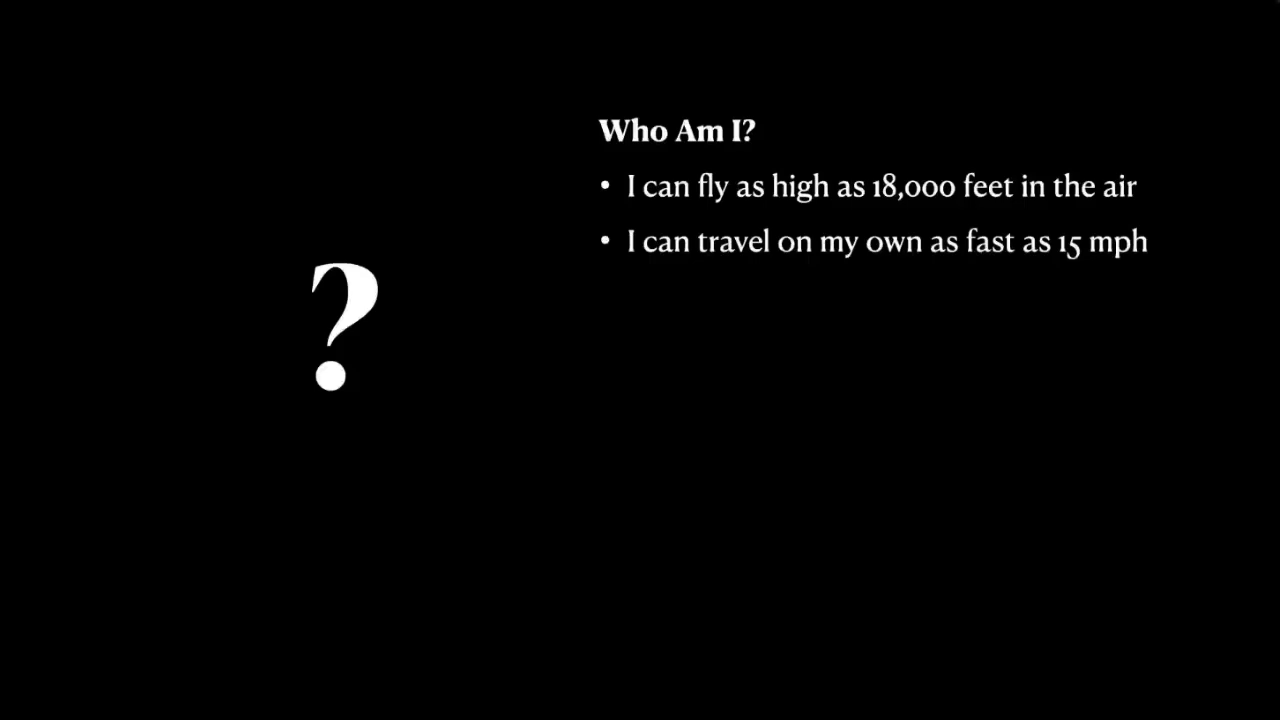 Who Am I?
• I can fly as high as 18,000 feet in the air
• I can travel on my own as fast as 15 mph
?